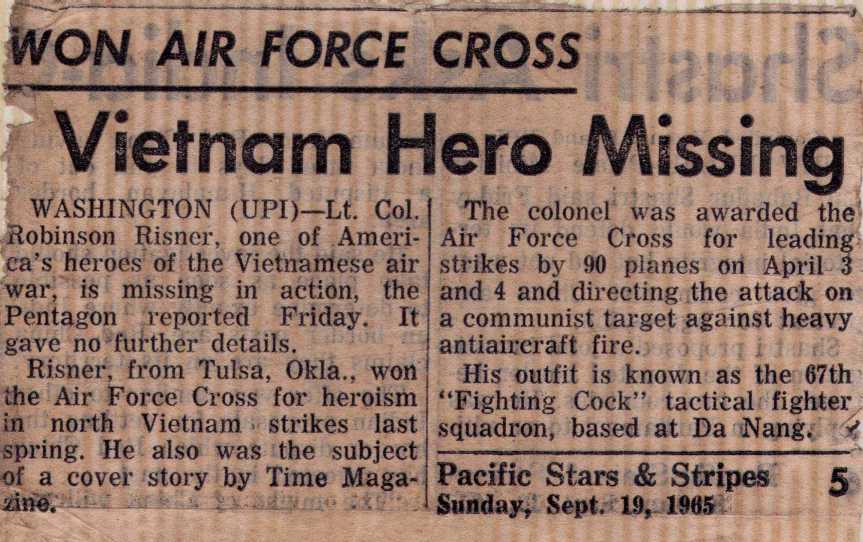 WON AIR FORCE CROSS
Vietnam Hero Missing
WASHINGTON (UPI)—Lt. Col.
Robinson Risner, one of Ameri-
ca's heroes of the Vietnamese air
war, is missing in action, the
Pentagon reported Friday. It
gave no further details.
Risner, from Tulsa, Okla., won
the Air Force Cross for heroism
in north Vietnam strikes last
spring. He also was the subject
of a cover story by Time Maga-
zine.
The colonel was awarded the
Air Force Cross for leading
strikes by 90 planes on April 3
and 4 and directing the attack on
a communist target against heavy
antiaircraft fire.
His outfit is known as the 67th
"Fighting Cock" tactical fighter
squadron, based at Da Nang.
Pacific Stars & Stripes 5
Sunday, Sept. 19, 1965